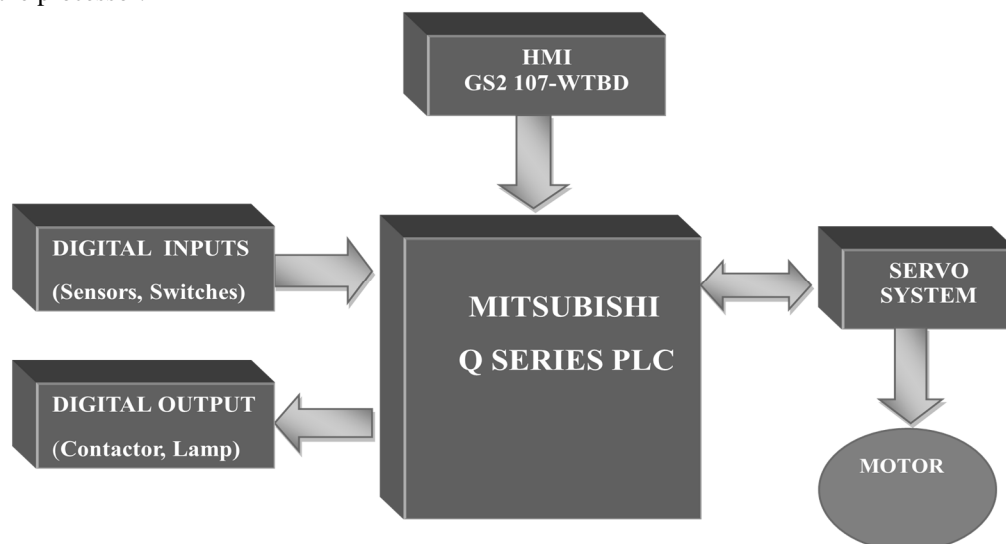 HMI
GS2 107-WTBD
DIGITAL INPUTS
(Sensors, Switches)
MITSUBISHI
Q SERIES PLC
SERVO
SYSTEM
DIGITAL OUTPUT
(Contactor, Lamp)
MOTOR